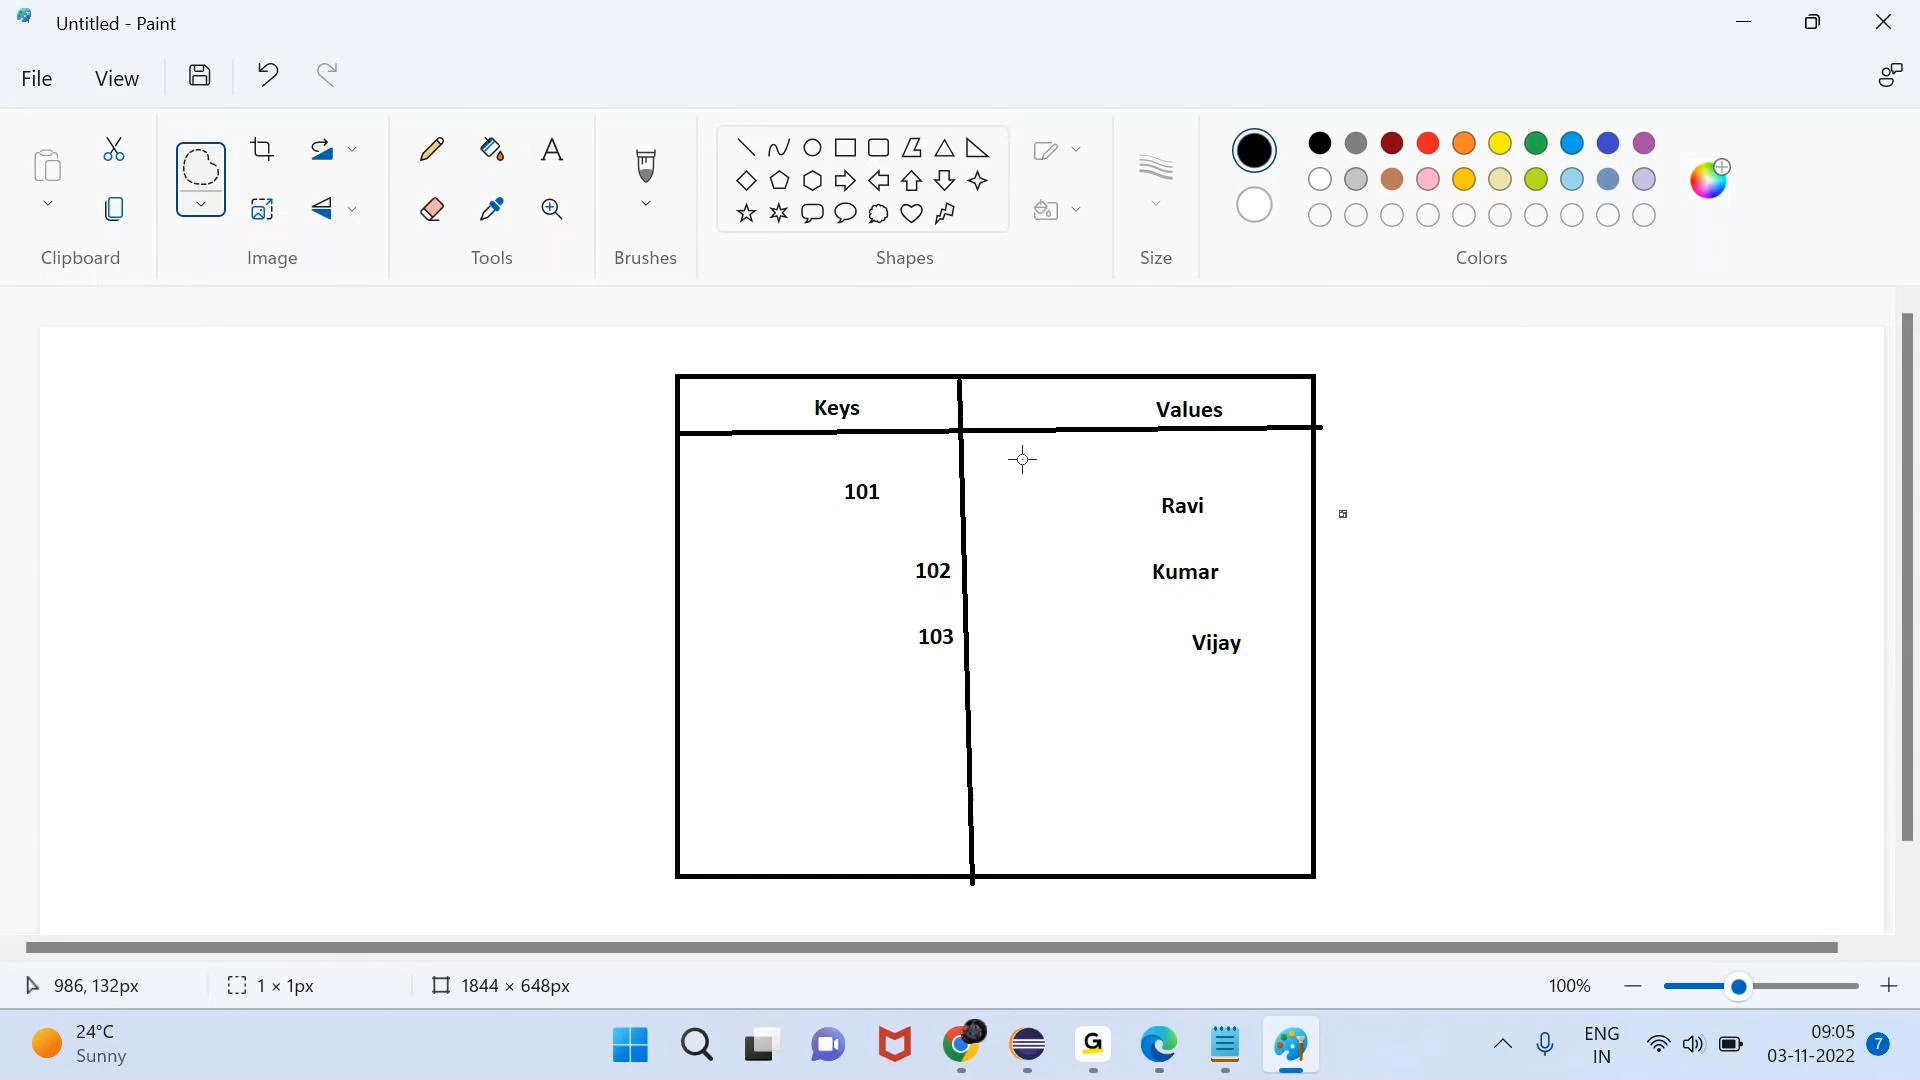 Untitled - Paint
File View
Clipboard Image Tools Brushes Shapes Size Colors
Keys Values
101 Ravi
102 Kumar
103 Vijay
986, 132px 1 × 1px 1844 × 648px 100%
24°C
Sunny
G
ENG
IN
09:05
03-11-2022
7